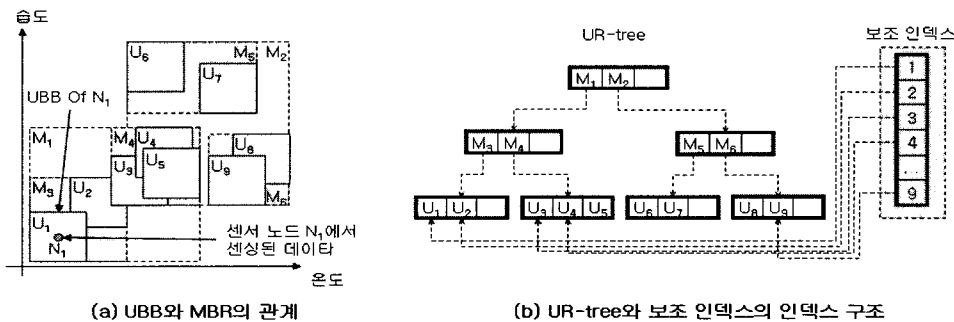 습도
U₆
M₅
M₂
U₇
UBB Of N₁
M₁
M₄
U₄
U₃
U₅
U₈
U₉
M₃
U₂
M₆
U₁
N₁
센서 노드 N₁에서
센싱된 데이타
온도
(a) UBB와 MBR의 관계
UR-tree
보조 인덱스
M₁ M₂
M₃ M₄
M₅ M₆
U₁ U₂
U₃ U₄ U₅
U₆ U₇
U₈ U₉
1
2
3
4
...
9
(b) UR-tree와 보조 인덱스의 인덱스 구조